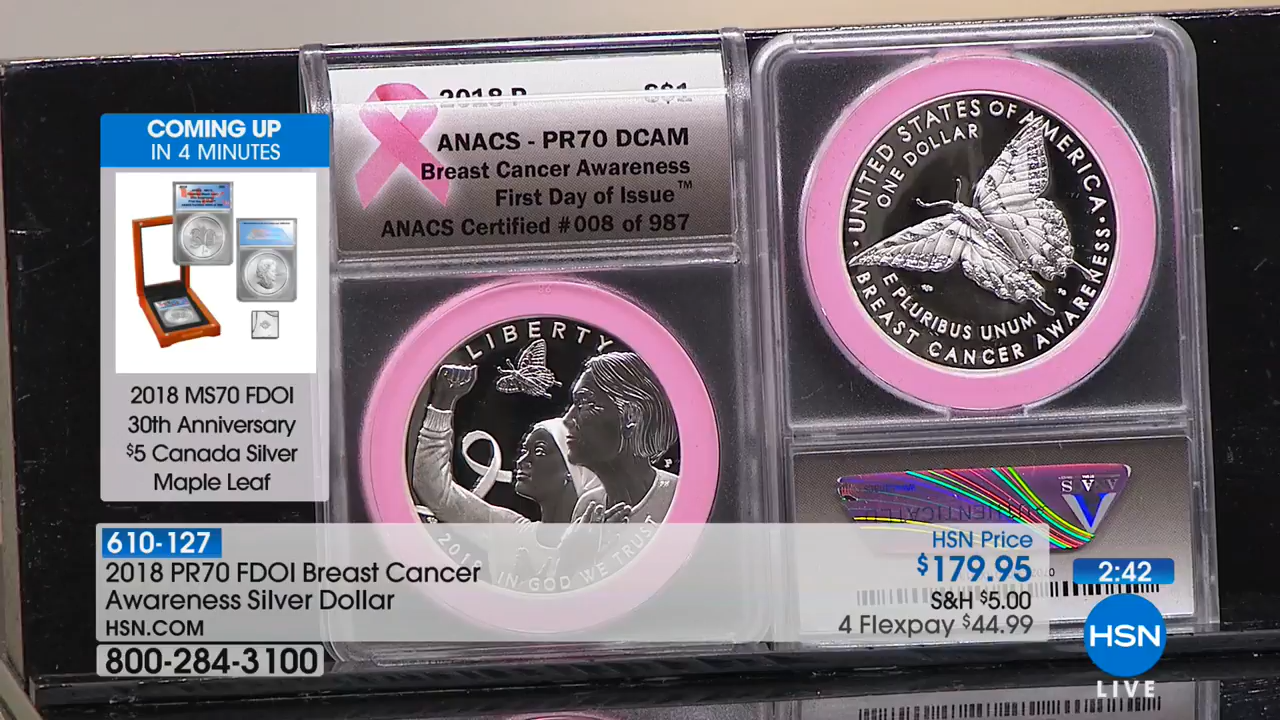 COMING UP
IN 4 MINUTES
2018 MS70 FDOI
30th Anniversary
$5 Canada Silver
Maple Leaf
2018 P S$1
ANACS - PR70 DCAM
Breast Cancer Awareness
First Day of Issue™
ANACS Certified #008 of 987
LIBERTY
P
IN GOD WE TRUST
UNITED STATES OF AMERICA
ONE DOLLAR
E PLURIBUS UNUM
BREAST CANCER AWARENESS
610-127
2018 PR70 FDOI Breast Cancer
Awareness Silver Dollar
HSN.COM
800-284-3100
HSN Price
$179.95
S&H $5.00
4 Flexpay $44.99
2:42
HSN
LIVE